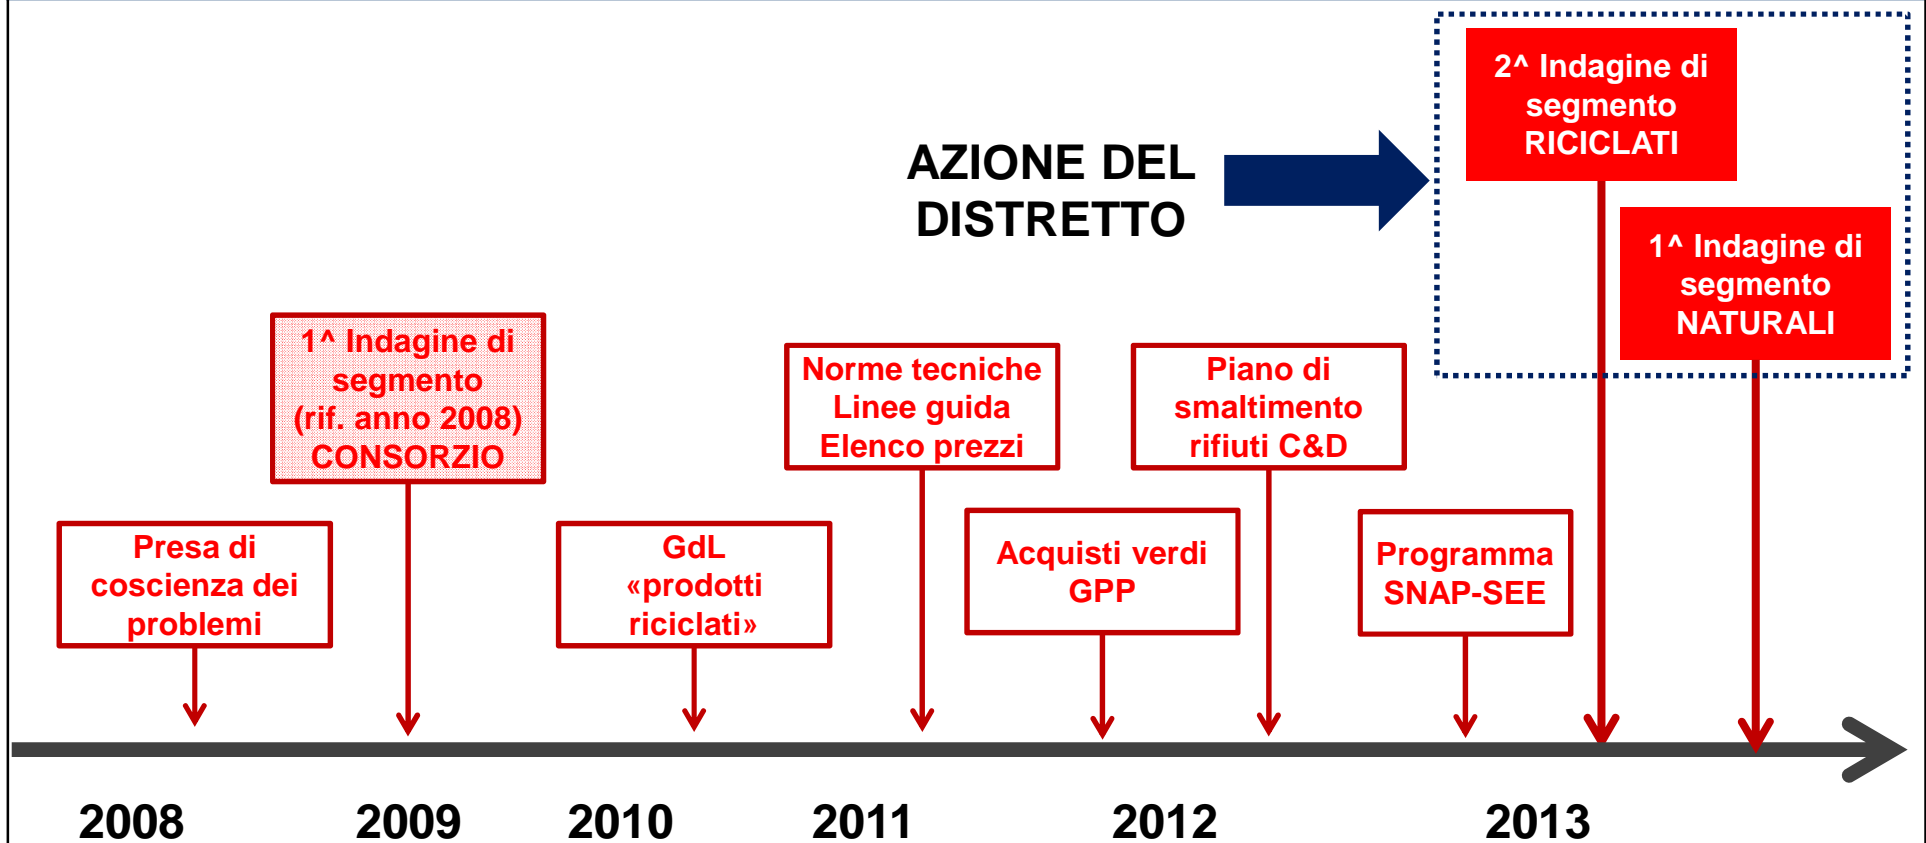 2^ Indagine di
segmento
RICICLATI
AZIONE DEL
DISTRETTO
1^ Indagine di
segmento
NATURALI
1^ Indagine di
segmento
(rif. anno 2008)
CONSORZIO
Norme tecniche
Linee guida
Elenco prezzi
Piano di
smaltimento
rifiuti C&D
Presa di
coscienza dei
problemi
GdL
«prodotti
riciclati»
Acquisti verdi
GPP
Programma
SNAP-SEE
2008
2009
2010
2011
2012
2013